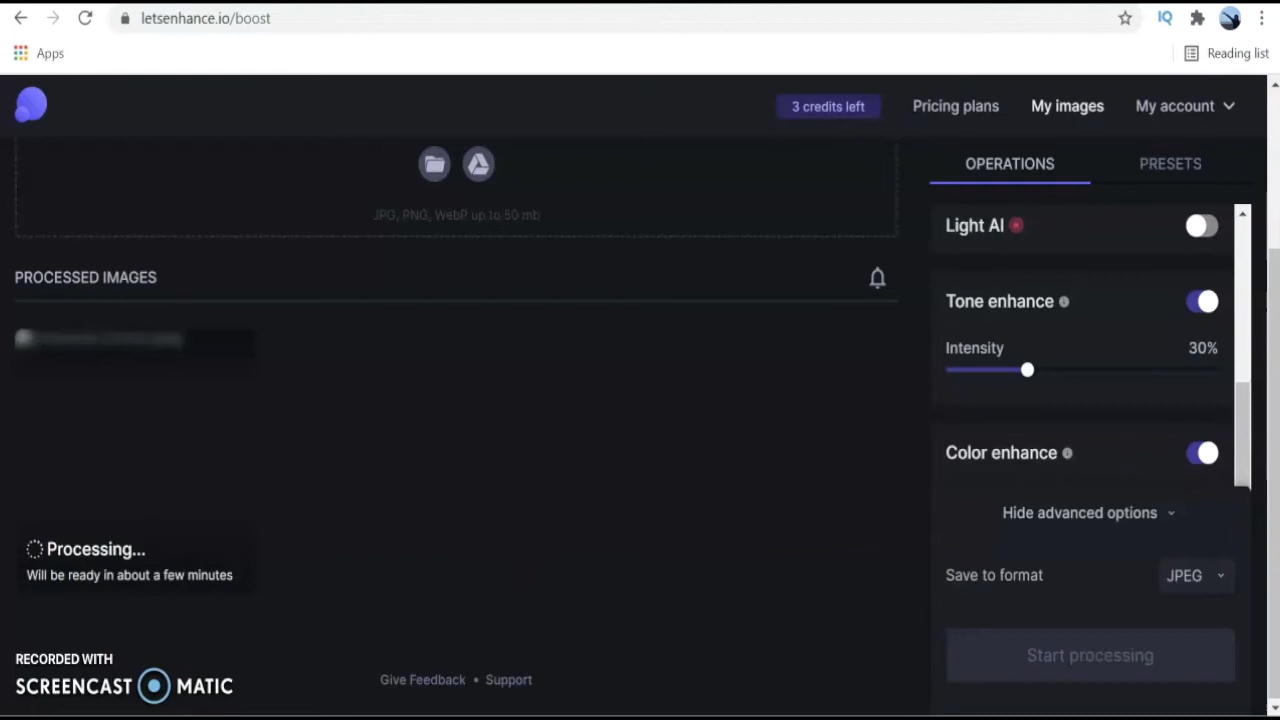 letsenhance.io/boost
Apps
Reading list
3 credits left
Pricing plans
My images
My account
OPERATIONS
PRESETS
JPG, PNG, WebP up to 50 mb
Light AI
PROCESSED IMAGES
Tone enhance
Intensity 30%
Color enhance
Hide advanced options
Processing...
Will be ready in about a few minutes
Save to format JPEG
Start processing
RECORDED WITH
SCREENCAST MATIC
Give Feedback • Support